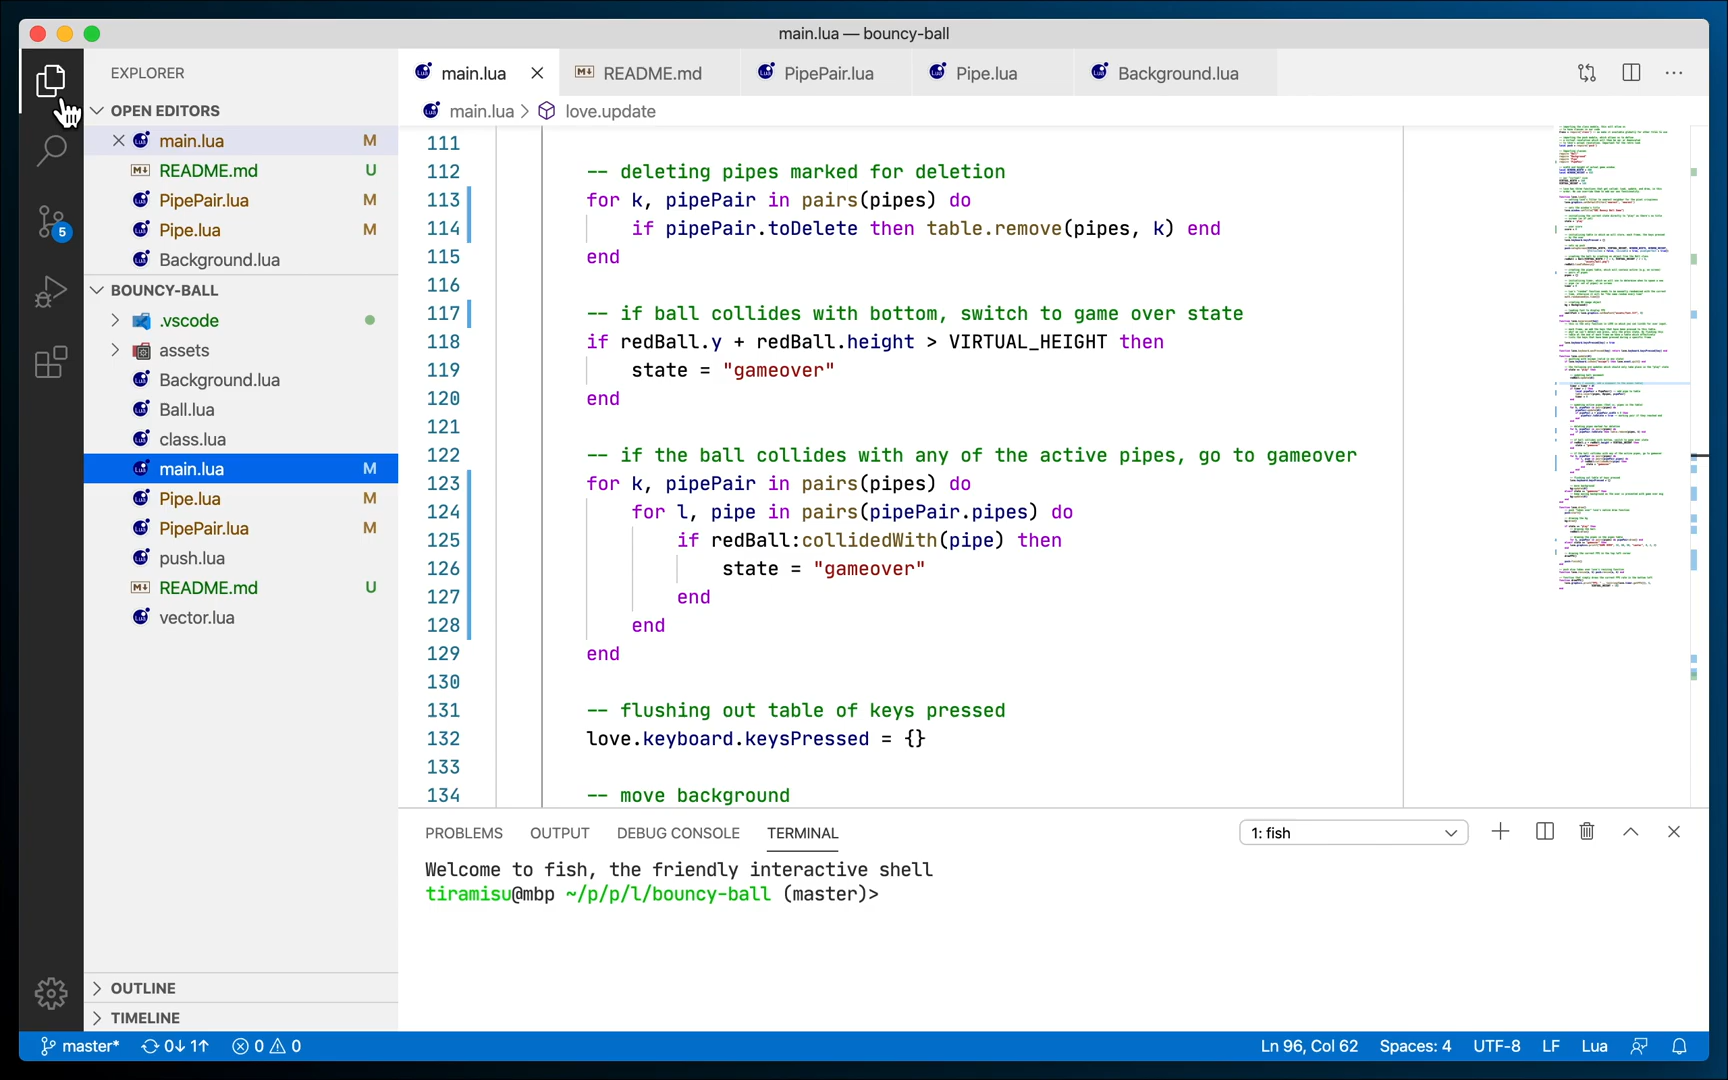 main.lua — bouncy-ball
EXPLORER
main.lua
README.md
PipePair.lua
Pipe.lua
Background.lua
OPEN EDITORS
main.lua > love.update
main.lua M
README.md U
PipePair.lua M
Pipe.lua M
Background.lua
BOUNCY-BALL
.vscode
assets
Background.lua
Ball.lua
class.lua
main.lua M
Pipe.lua M
PipePair.lua M
push.lua
README.md U
vector.lua
OUTLINE
TIMELINE
5
111
112 -- deleting pipes marked for deletion
113 for k, pipePair in pairs(pipes) do
114 if pipePair.toDelete then table.remove(pipes, k) end
115 end
116
117 -- if ball collides with bottom, switch to game over state
118 if redBall.y + redBall.height > VIRTUAL_HEIGHT then
119 state = "gameover"
120 end
121
122 -- if the ball collides with any of the active pipes, go to gameover
123 for k, pipePair in pairs(pipes) do
124 for l, pipe in pairs(pipePair.pipes) do
125 if redBall:collidedWith(pipe) then
126 state = "gameover"
127 end
128 end
129 end
130
131 -- flushing out table of keys pressed
132 love.keyboard.keysPressed = {}
133
134 -- move background
PROBLEMS OUTPUT DEBUG CONSOLE TERMINAL
1: fish
Welcome to fish, the friendly interactive shell
tiramisu@mbp ~/p/p/l/bouncy-ball (master)>
master* 0↓ 1↑ 0 0
Ln 96, Col 62 Spaces: 4 UTF-8 LF Lua